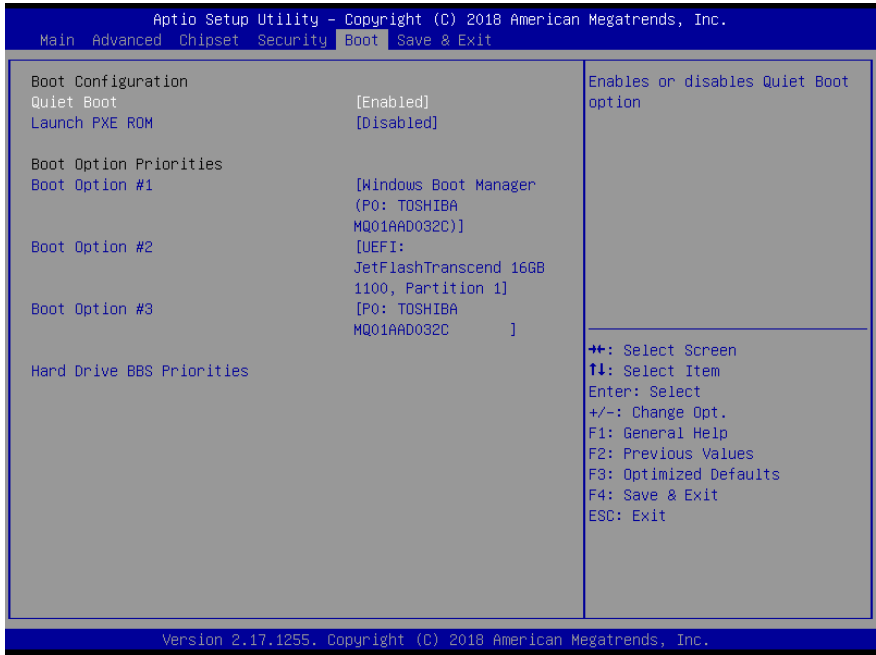 Aptio Setup Utility – Copyright (C) 2018 American Megatrends, Inc.
Main Advanced Chipset Security Boot Save & Exit
Boot Configuration
Quiet Boot [Enabled]
Launch PXE ROM [Disabled]
Boot Option Priorities
Boot Option #1 [Windows Boot Manager
(P0: TOSHIBA
MQ01AAD032C)]
Boot Option #2 [UEFI:
JetFlashTranscend 16GB
1100, Partition 1]
Boot Option #3 [P0: TOSHIBA
MQ01AAD032C ]
Hard Drive BBS Priorities
Enables or disables Quiet Boot
option
→←: Select Screen
↑↓: Select Item
Enter: Select
+/-: Change Opt.
F1: General Help
F2: Previous Values
F3: Optimized Defaults
F4: Save & Exit
ESC: Exit
Version 2.17.1255. Copyright (C) 2018 American Megatrends, Inc.